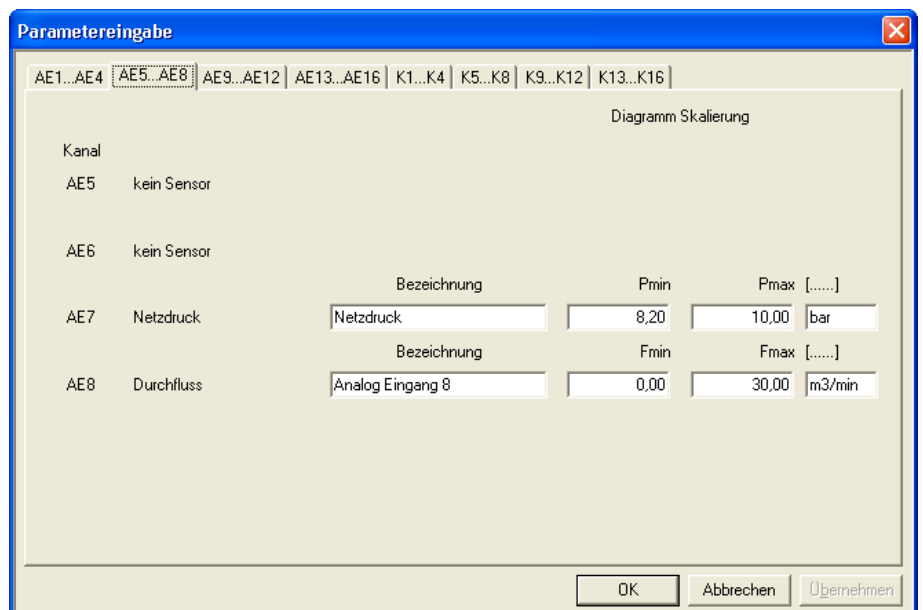 Parametereingabe
AE1...AE4 AE5...AE8 AE9...AE12 AE13...AE16 K1...K4 K5...K8 K9...K12 K13...K16
Diagramm Skalierung
Kanal
AE5 kein Sensor
AE6 kein Sensor
Bezeichnung Pmin Pmax [......]
AE7 Netzdruck Netzdruck 8,20 10,00 bar
Bezeichnung Fmin Fmax [......]
AE8 Durchfluss Analog Eingang 8 0,00 30,00 m3/min
OK Abbrechen Übernehmen